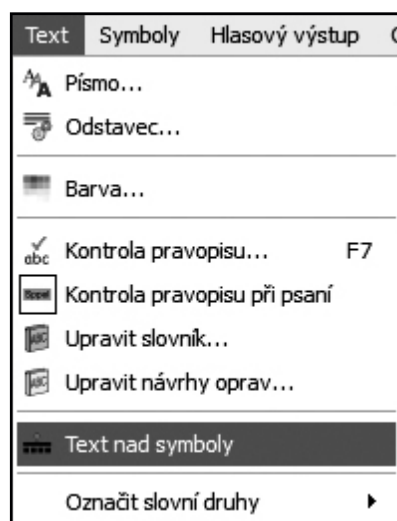 Text Symboly Hlasový výstup
Písmo...
Odstavec...
Barva...
Kontrola pravopisu... F7
Kontrola pravopisu při psaní
Upravit slovník...
Upravit návrhy oprav...
Text nad symboly
Označit slovní druhy